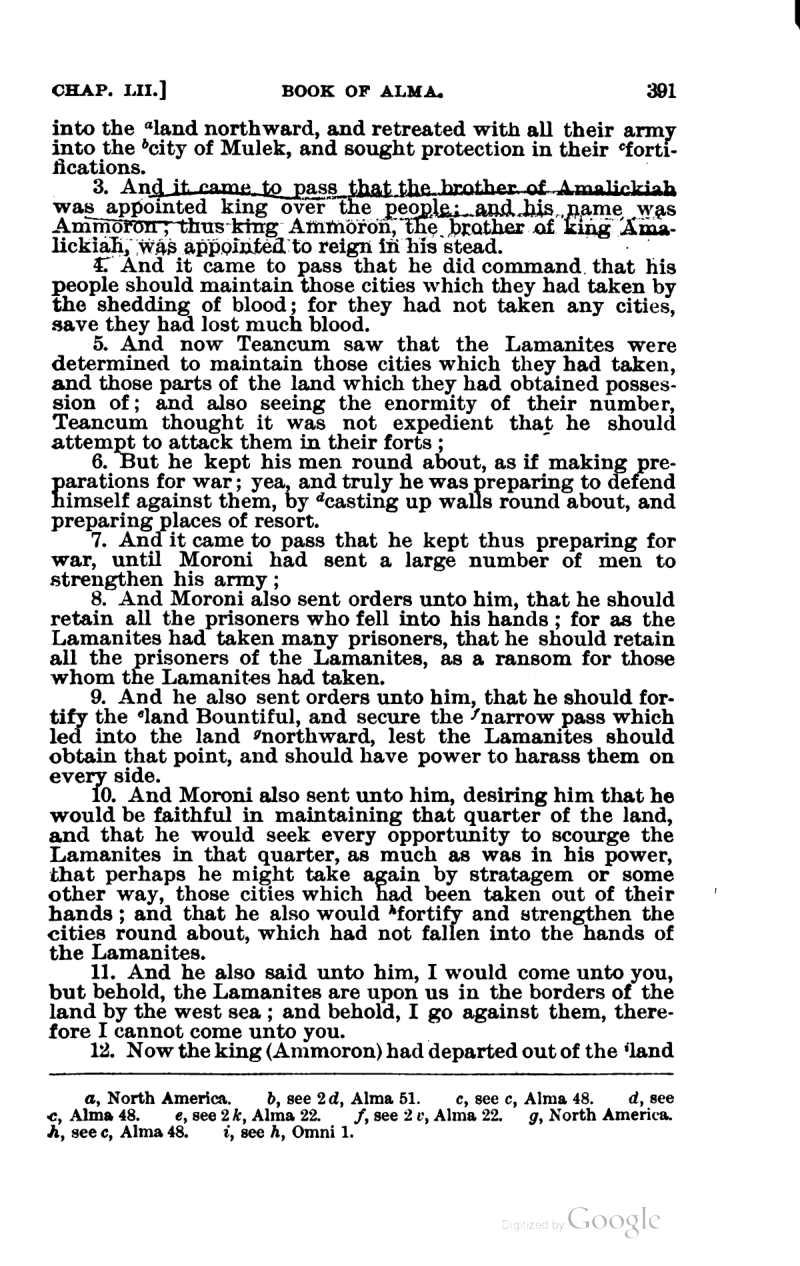 CHAP. LII.] BOOK OF ALMA. 391
into the ᵃland northward, and retreated with all their army
into the ᵇcity of Mulek, and sought protection in their ᶜforti-
fications.
3. And it came to pass that the brother of Amalickiah
was appointed king over the people; and his name was
Ammoron; thus king Ammoron, the brother of king Ama-
lickiah, was appointed to reign in his stead.
4. And it came to pass that he did command that his
people should maintain those cities which they had taken by
the shedding of blood; for they had not taken any cities,
save they had lost much blood.
5. And now Teancum saw that the Lamanites were
determined to maintain those cities which they had taken,
and those parts of the land which they had obtained posses-
sion of; and also seeing the enormity of their number,
Teancum thought it was not expedient that he should
attempt to attack them in their forts;
6. But he kept his men round about, as if making pre-
parations for war; yea, and truly he was preparing to defend
himself against them, by ᵈcasting up walls round about, and
preparing places of resort.
7. And it came to pass that he kept thus preparing for
war, until Moroni had sent a large number of men to
strengthen his army;
8. And Moroni also sent orders unto him, that he should
retain all the prisoners who fell into his hands; for as the
Lamanites had taken many prisoners, that he should retain
all the prisoners of the Lamanites, as a ransom for those
whom the Lamanites had taken.
9. And he also sent orders unto him, that he should for-
tify the ᵉland Bountiful, and secure the ᶠnarrow pass which
led into the land ᵍnorthward, lest the Lamanites should
obtain that point, and should have power to harass them on
every side.
10. And Moroni also sent unto him, desiring him that he
would be faithful in maintaining that quarter of the land,
and that he would seek every opportunity to scourge the
Lamanites in that quarter, as much as was in his power,
that perhaps he might take again by stratagem or some
other way, those cities which had been taken out of their
hands; and that he also would ʰfortify and strengthen the
cities round about, which had not fallen into the hands of
the Lamanites.
11. And he also said unto him, I would come unto you,
but behold, the Lamanites are upon us in the borders of the
land by the west sea; and behold, I go against them, there-
fore I cannot come unto you.
12. Now the king (Ammoron) had departed out of the ⁱland
a, North America. b, see 2 d, Alma 51. c, see c, Alma 48. d, see
c, Alma 48. e, see 2 k, Alma 22. f, see 2 v, Alma 22. g, North America.
h, see c, Alma 48. i, see h, Omni 1.
Digitized by Google